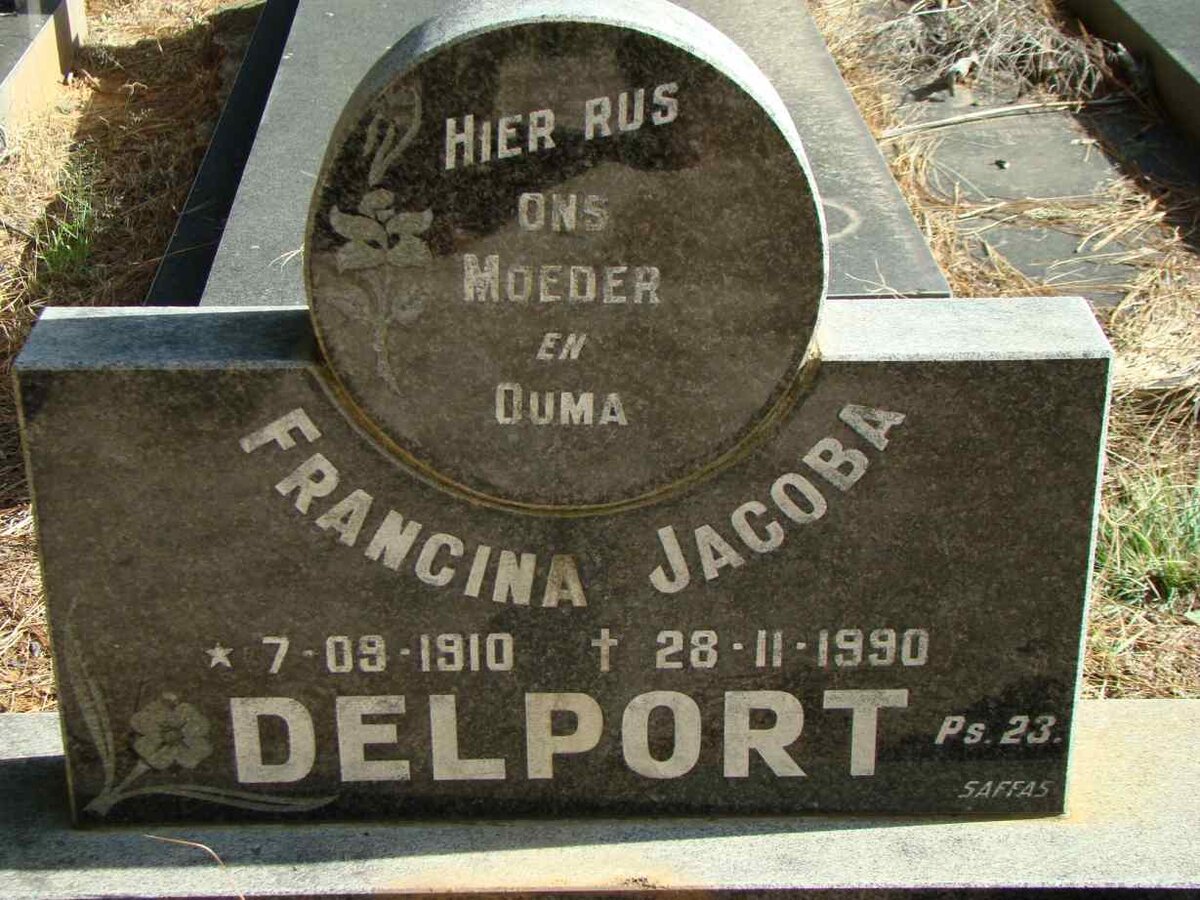 HIER RUS
ONS
MOEDER
EN
OUMA
FRANCINA JACOBA
★ 7-09-1910 ✝ 28-11-1990
DELPORT
Ps. 23.
SAFFAS